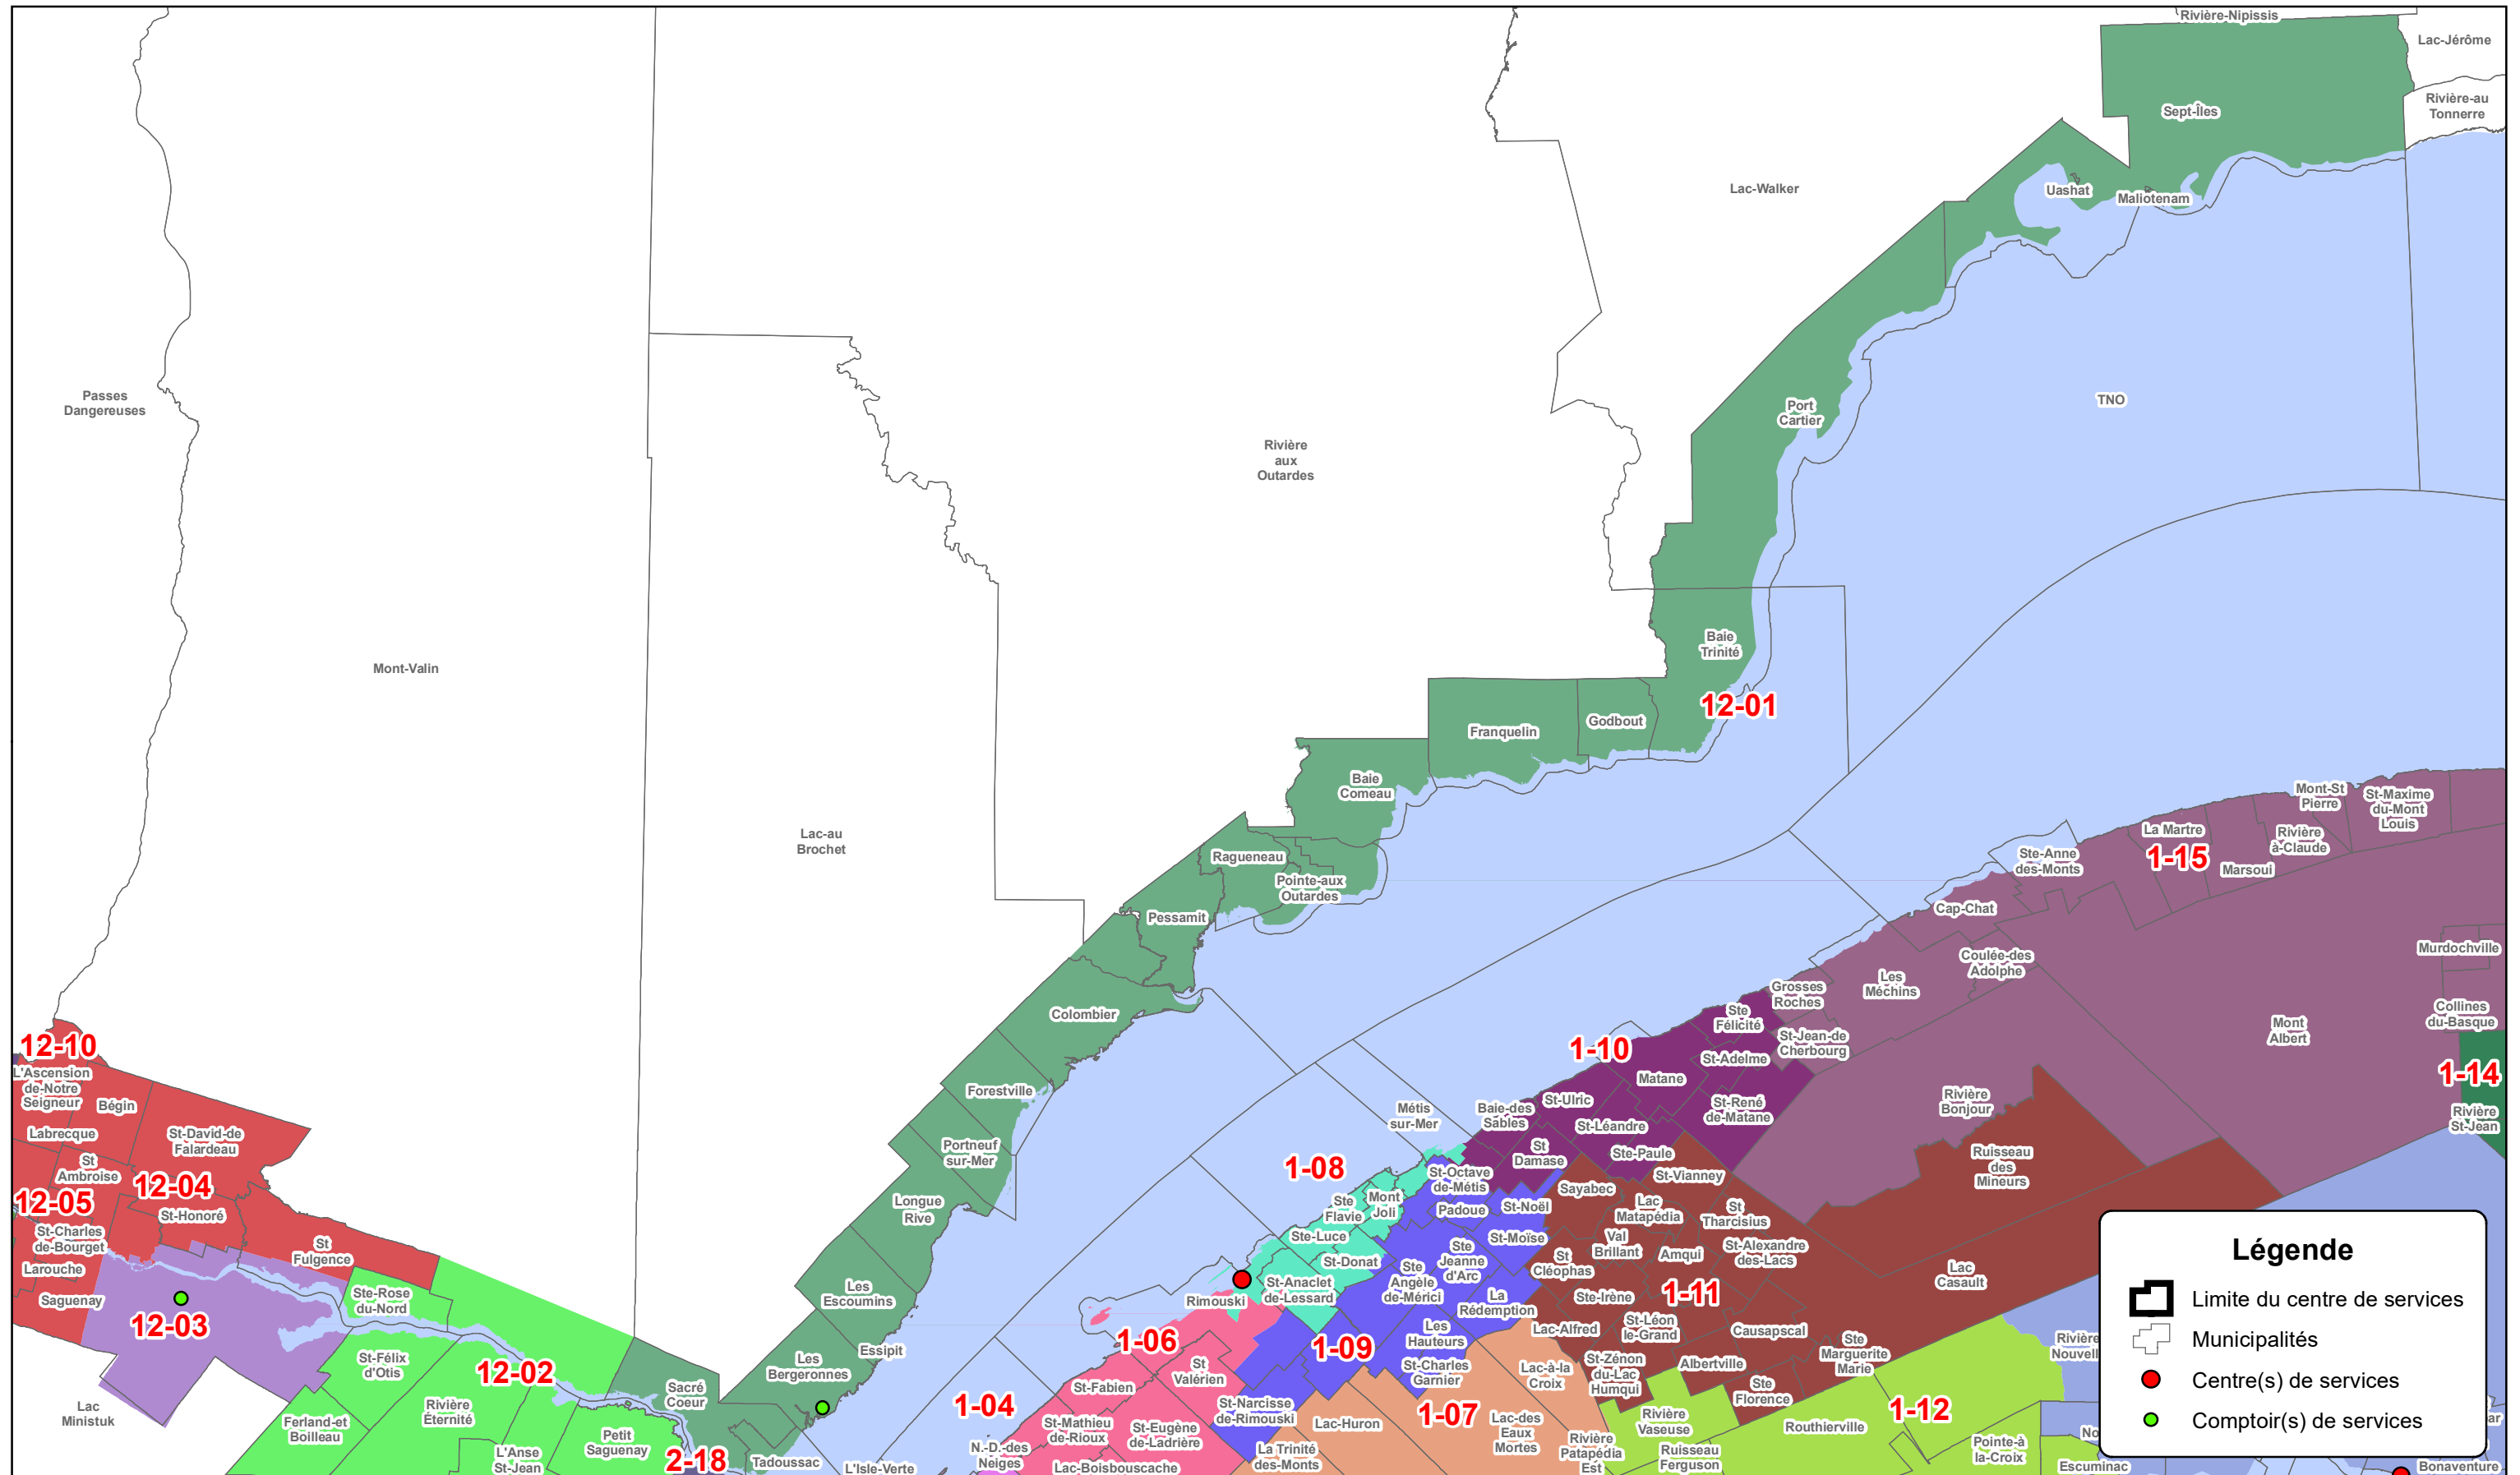 Rivière-Nipissis
Lac-Jérôme
Rivière-au
Tonnerre
Sept-Îles
Uashat
Maliotenam
Lac-Walker
Passes
Dangereuses
TNO
Port
Cartier
Rivière
aux
Outardes
Mont-Valin
Baie
Trinité
12-01
Godbout
Franquelin
Baie
Comeau
Lac-au
Brochet
Ragueneau
Pointe-aux
Outardes
Pessamit
Colombier
Forestville
Portneuf
sur-Mer
Longue
Rive
Les
Escoumins
Essipit
Les
Bergeronnes
Sacré
Coeur
Tadoussac
2-18
L'Isle-Verte
Mont-St
Pierre
St-Maxime
du-Mont
Louis
La Martre
1-15
Rivière
à-Claude
Marsoui
Ste-Anne
des-Monts
Cap-Chat
Coulée-des
Adolphe
Les
Méchins
Murdochville
Collines
du-Basque
Mont
Albert
1-14
Rivière
St-Jean
Grosses
Roches
Ste
Félicité
St-Jean-de
Cherbourg
1-10
St-Adelme
Matane
St-René
de-Matane
Rivière
Bonjour
Ruisseau
des
Mineurs
Métis
sur-Mer
Baie-des
Sables
St-Ulric
St-Léandre
St
Damase
Ste-Paule
St-Vianney
1-08
St-Octave
de-Métis
Ste
Flavie
Mont
Joli
Padoue
St-Noël
Sayabec
Lac
Matapédia
St
Tharcisius
Ste-Luce
St-Donat
St-Moïse
Val
Brillant
Amqui
St-Alexandre
des-Lacs
Ste
Jeanne
d'Arc
Ste
Angèle
de-Mérici
St
Cléophas
Lac
Casault
St-Anaclet
de-Lessard
Rimouski
La
Rédemption
Ste-Irène
1-11
1-06
1-09
Les
Hauteurs
Lac-Alfred
St-Léon
le-Grand
Causapscal
Ste
Marguerite
Marie
St
Valérien
St-Charles
Garnier
Lac-à-la
Croix
St-Zénon
du-Lac
Humqui
Albertville
Ste
Florence
1-04
St-Fabien
St-Narcisse
de-Rimouski
Lac-Huron
1-07
Lac-des
Eaux
Mortes
Rivière
Vaseuse
Routhierville
1-12
St-Mathieu
de-Rioux
St-Eugène
de-Ladrière
N.-D.-des
Neiges
Lac-Boisbouscache
La Trinité
des-Monts
Rivière
Patapédia
Est
Ruisseau
Ferguson
Pointe-à
la-Croix
Escuminac
Bonaventure
12-10
L'Ascension
de-Notre
Seigneur
Bégin
Labrecque
St-David-de
Falardeau
St
Ambroise
12-04
12-05
St-Honoré
St-Charles
de-Bourget
St
Fulgence
Larouche
Saguenay
12-03
Ste-Rose
du-Nord
St-Félix
d'Otis
12-02
Lac
Ministuk
Ferland-et
Boilleau
Rivière
Éternité
L'Anse
St-Jean
Petit
Saguenay
Rivière
Légende
Limite du centre de services
Municipalités
Centre(s) de services
Comptoir(s) de services